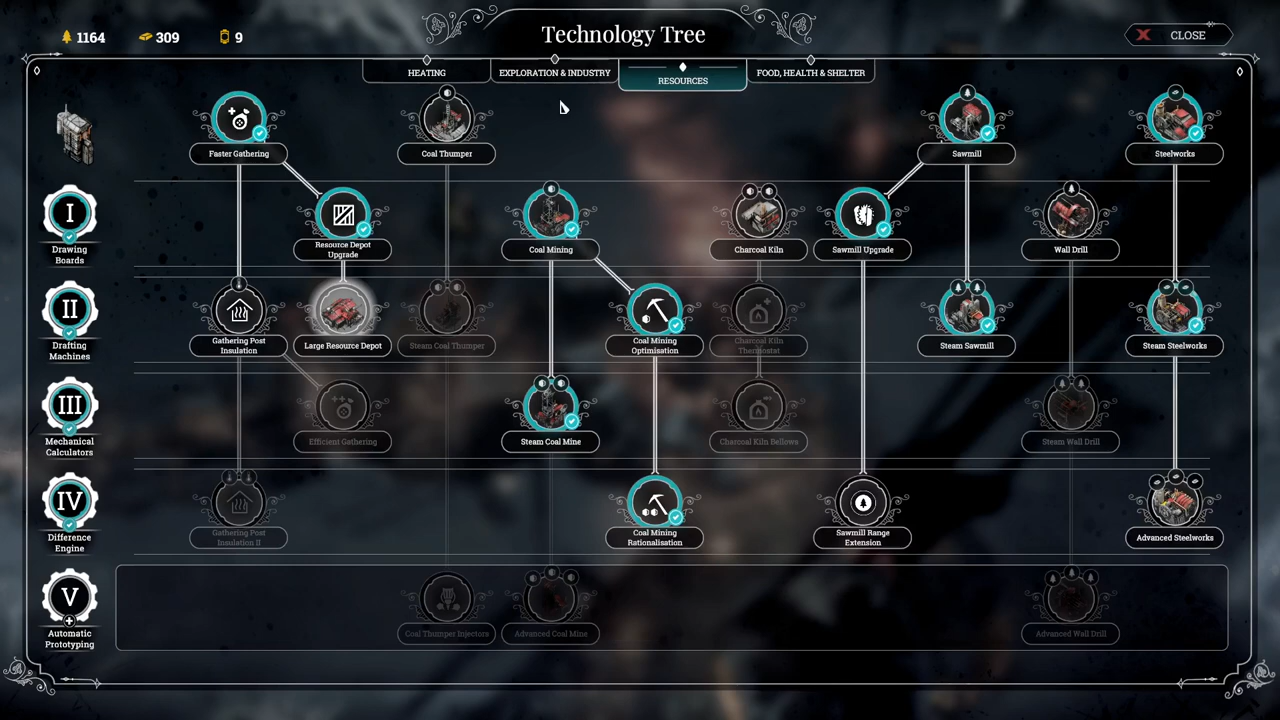 1164 309 9
Technology Tree
CLOSE
HEATING EXPLORATION & INDUSTRY RESOURCES FOOD, HEALTH & SHELTER
Faster Gathering Coal Thumper Sawmill Steelworks
I
Drawing
Boards
Resource Depot
Upgrade
Coal Mining
Charcoal Kiln
Sawmill Upgrade
Wall Drill
II
Drafting
Machines
Gathering Post
Insulation
Large Resource Depot
Steam Coal Thumper
Coal Mining
Optimisation
Charcoal Kiln
Thermostat
Steam Sawmill
Steam Steelworks
III
Mechanical
Calculators
Efficient Gathering
Steam Coal Mine
Charcoal Kiln Bellows
Steam Wall Drill
IV
Difference
Engine
Gathering Post
Insulation II
Coal Mining
Rationalisation
Sawmill Range
Extension
Advanced Steelworks
V
Automatic
Prototyping
Coal Thumper Injectors
Advanced Coal Mine
Advanced Wall Drill